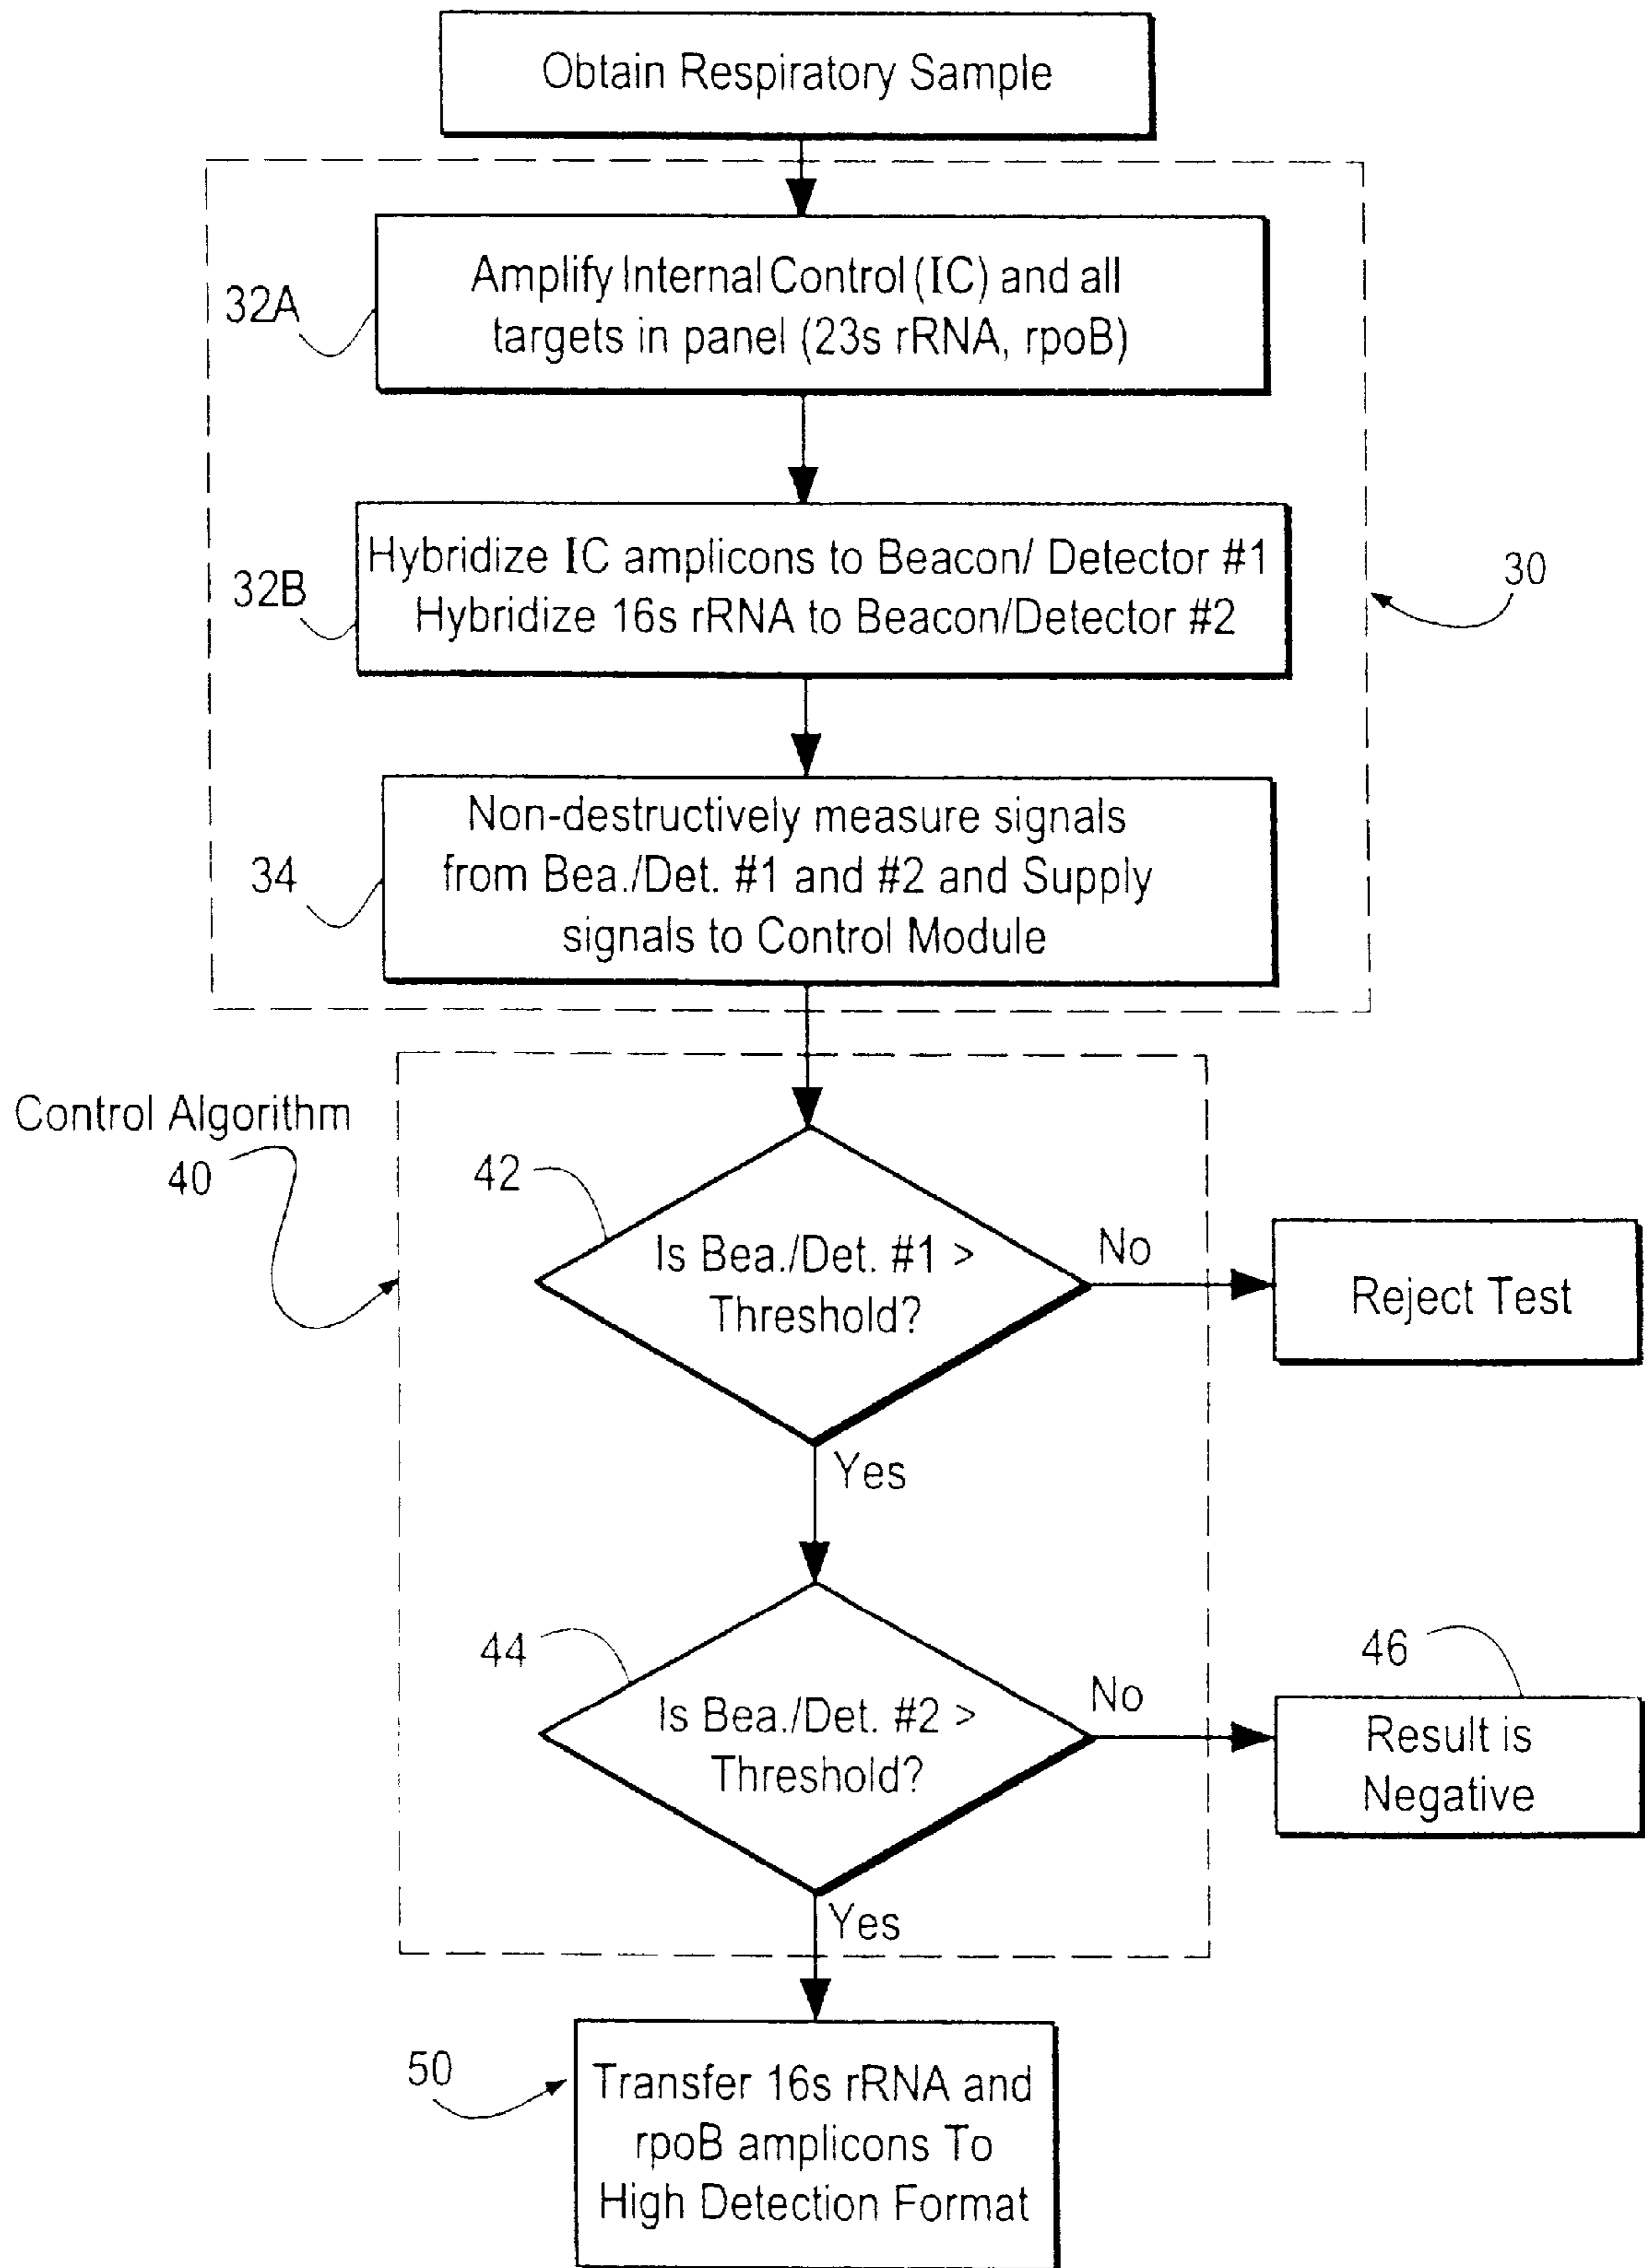 Obtain Respiratory Sample
32A
Amplify Internal Control (IC) and all
targets in panel (23s rRNA, rpoB)
32B
Hybridize IC amplicons to Beacon/ Detector #1
Hybridize 16s rRNA to Beacon/Detector #2
30
34
Non-destructively measure signals
from Bea./Det. #1 and #2 and Supply
signals to Control Module
Control Algorithm
40
42
Is Bea./Det. #1 >
Threshold?
No
Reject Test
Yes
44
Is Bea./Det. #2 >
Threshold?
No
46
Result is
Negative
Yes
50
Transfer 16s rRNA and
rpoB amplicons To
High Detection Format